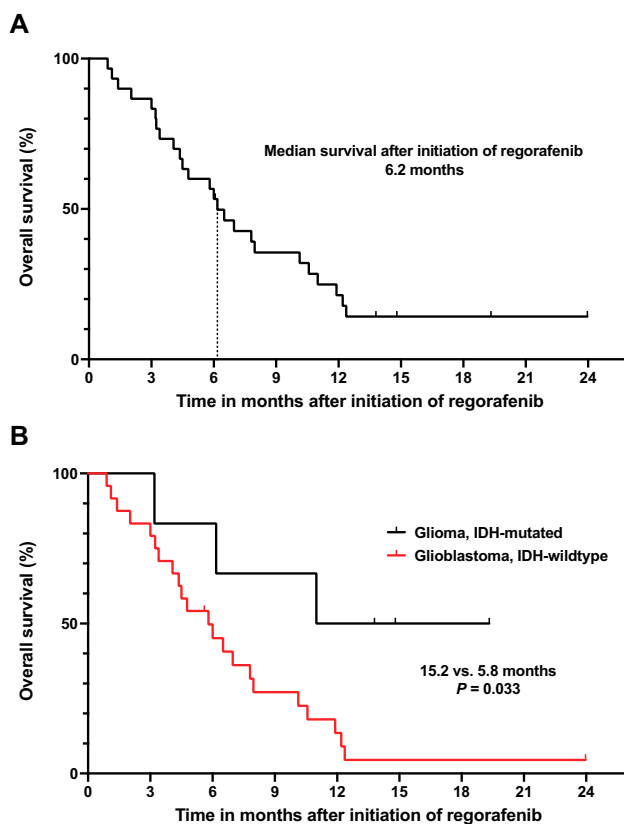 A
Overall survival (%)
100
50
0
Median survival after initiation of regorafenib
6.2 months
0 3 6 9 12 15 18 21 24
Time in months after initiation of regorafenib
B
Overall survival (%)
100
50
0
Glioma, IDH-mutated
Glioblastoma, IDH-wildtype
15.2 vs. 5.8 months
P = 0.033
0 3 6 9 12 15 18 21 24
Time in months after initiation of regorafenib